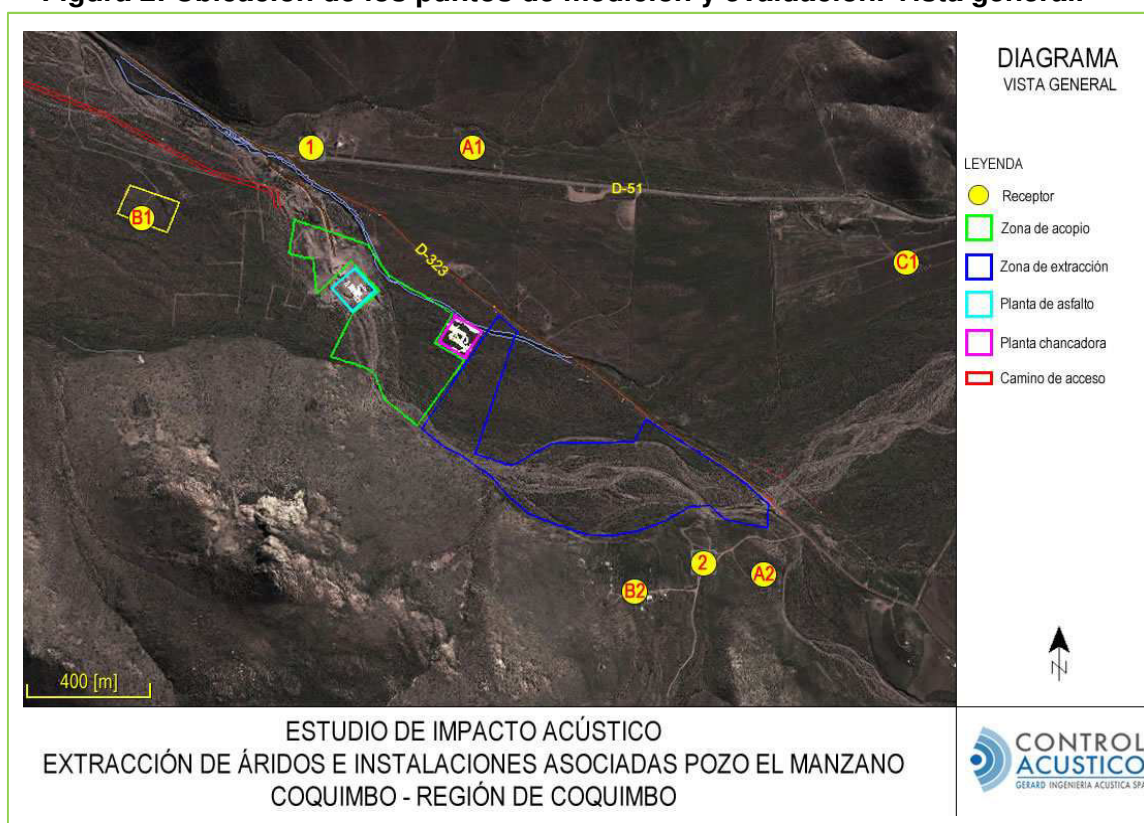 Figura 2. Ubicación de los puntos de medición y evaluación. Vista general.
DIAGRAMA
VISTA GENERAL
LEYENDA
Receptor
Zona de acopio
Zona de extracción
Planta de asfalto
Planta chancadora
Camino de acceso
1
A1
D-51
B1
D-323
C1
2
A2
B2
400 [m]
N
ESTUDIO DE IMPACTO ACÚSTICO
EXTRACCIÓN DE ÁRIDOS E INSTALACIONES ASOCIADAS POZO EL MANZANO
COQUIMBO - REGIÓN DE COQUIMBO
CONTROL
ACUSTICO
GERARD INGENIERIA ACUSTICA SPA